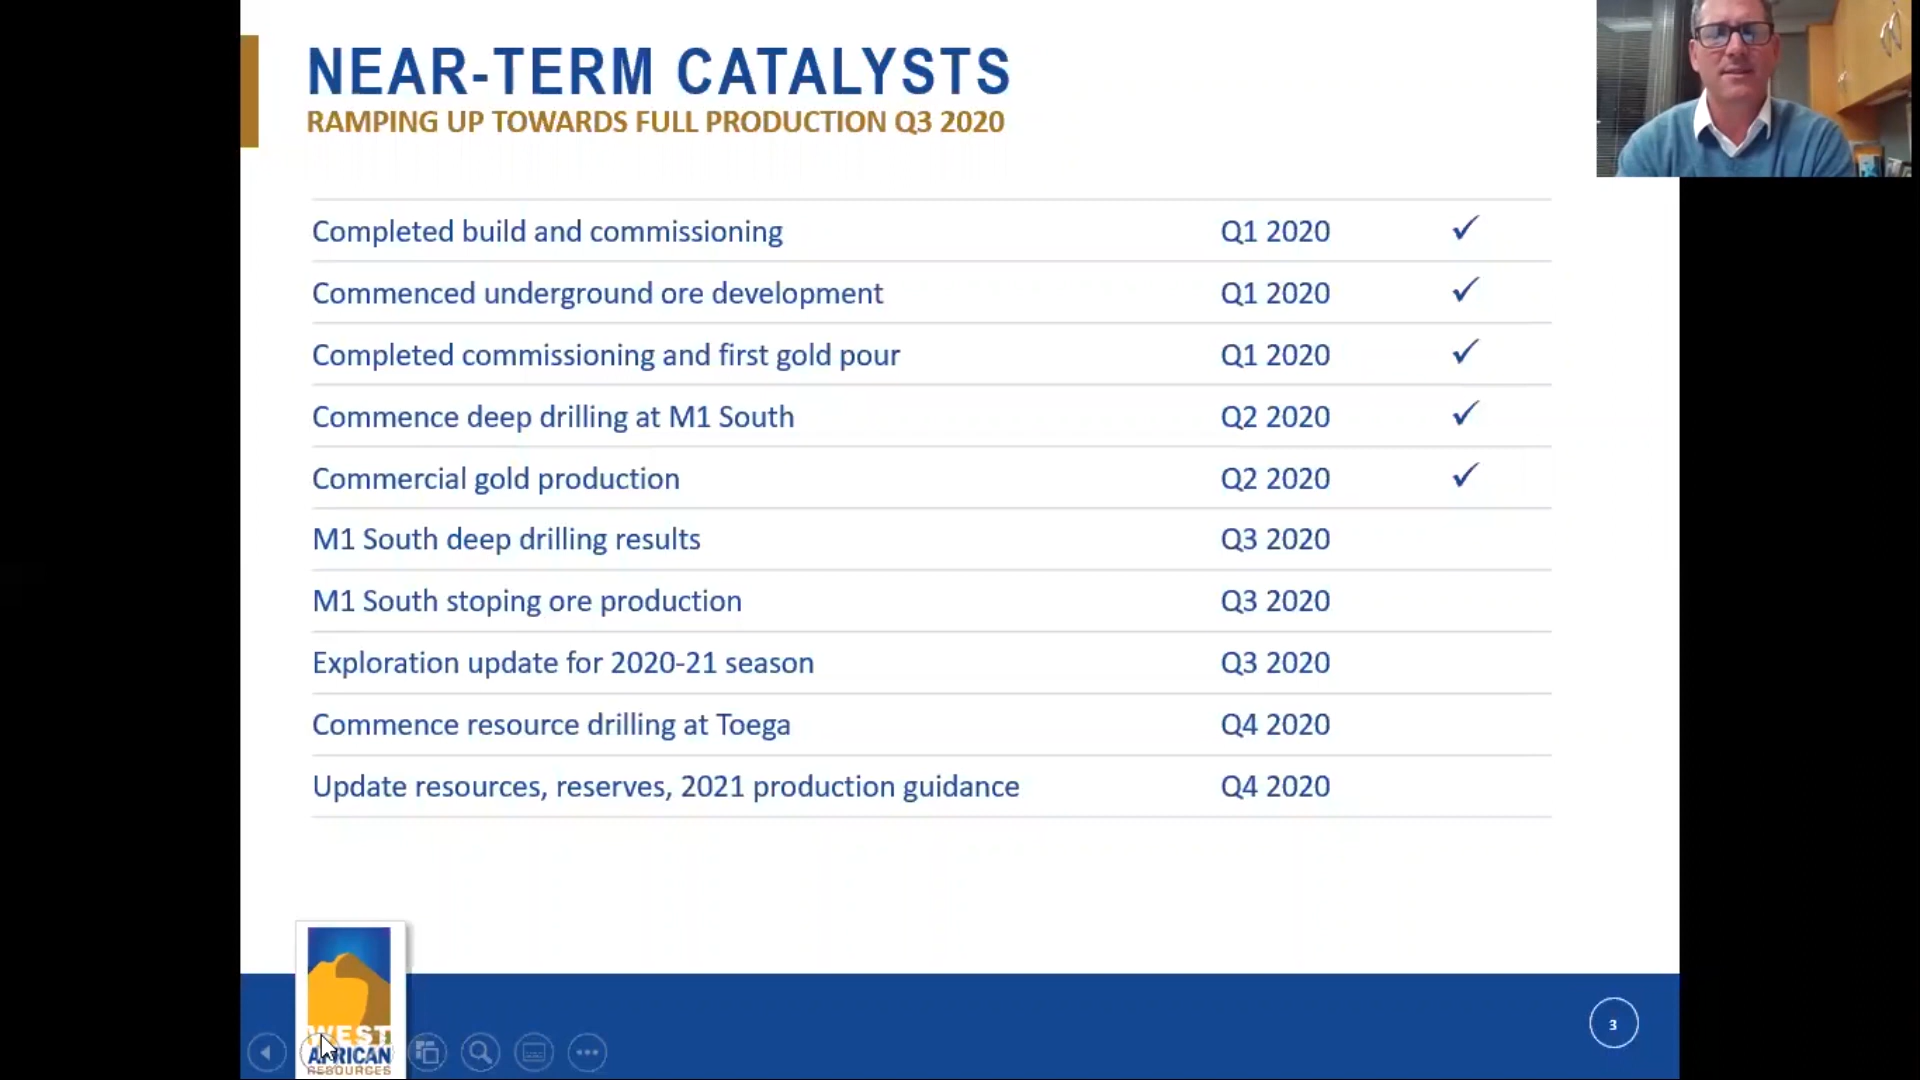 NEAR-TERM CATALYSTS
RAMPING UP TOWARDS FULL PRODUCTION Q3 2020
Completed build and commissioning Q1 2020 ✓
Commenced underground ore development Q1 2020 ✓
Completed commissioning and first gold pour Q1 2020 ✓
Commence deep drilling at M1 South Q2 2020 ✓
Commercial gold production Q2 2020 ✓
M1 South deep drilling results Q3 2020
M1 South stoping ore production Q3 2020
Exploration update for 2020-21 season Q3 2020
Commence resource drilling at Toega Q4 2020
Update resources, reserves, 2021 production guidance Q4 2020
WEST
AFRICAN
RESOURCES
3